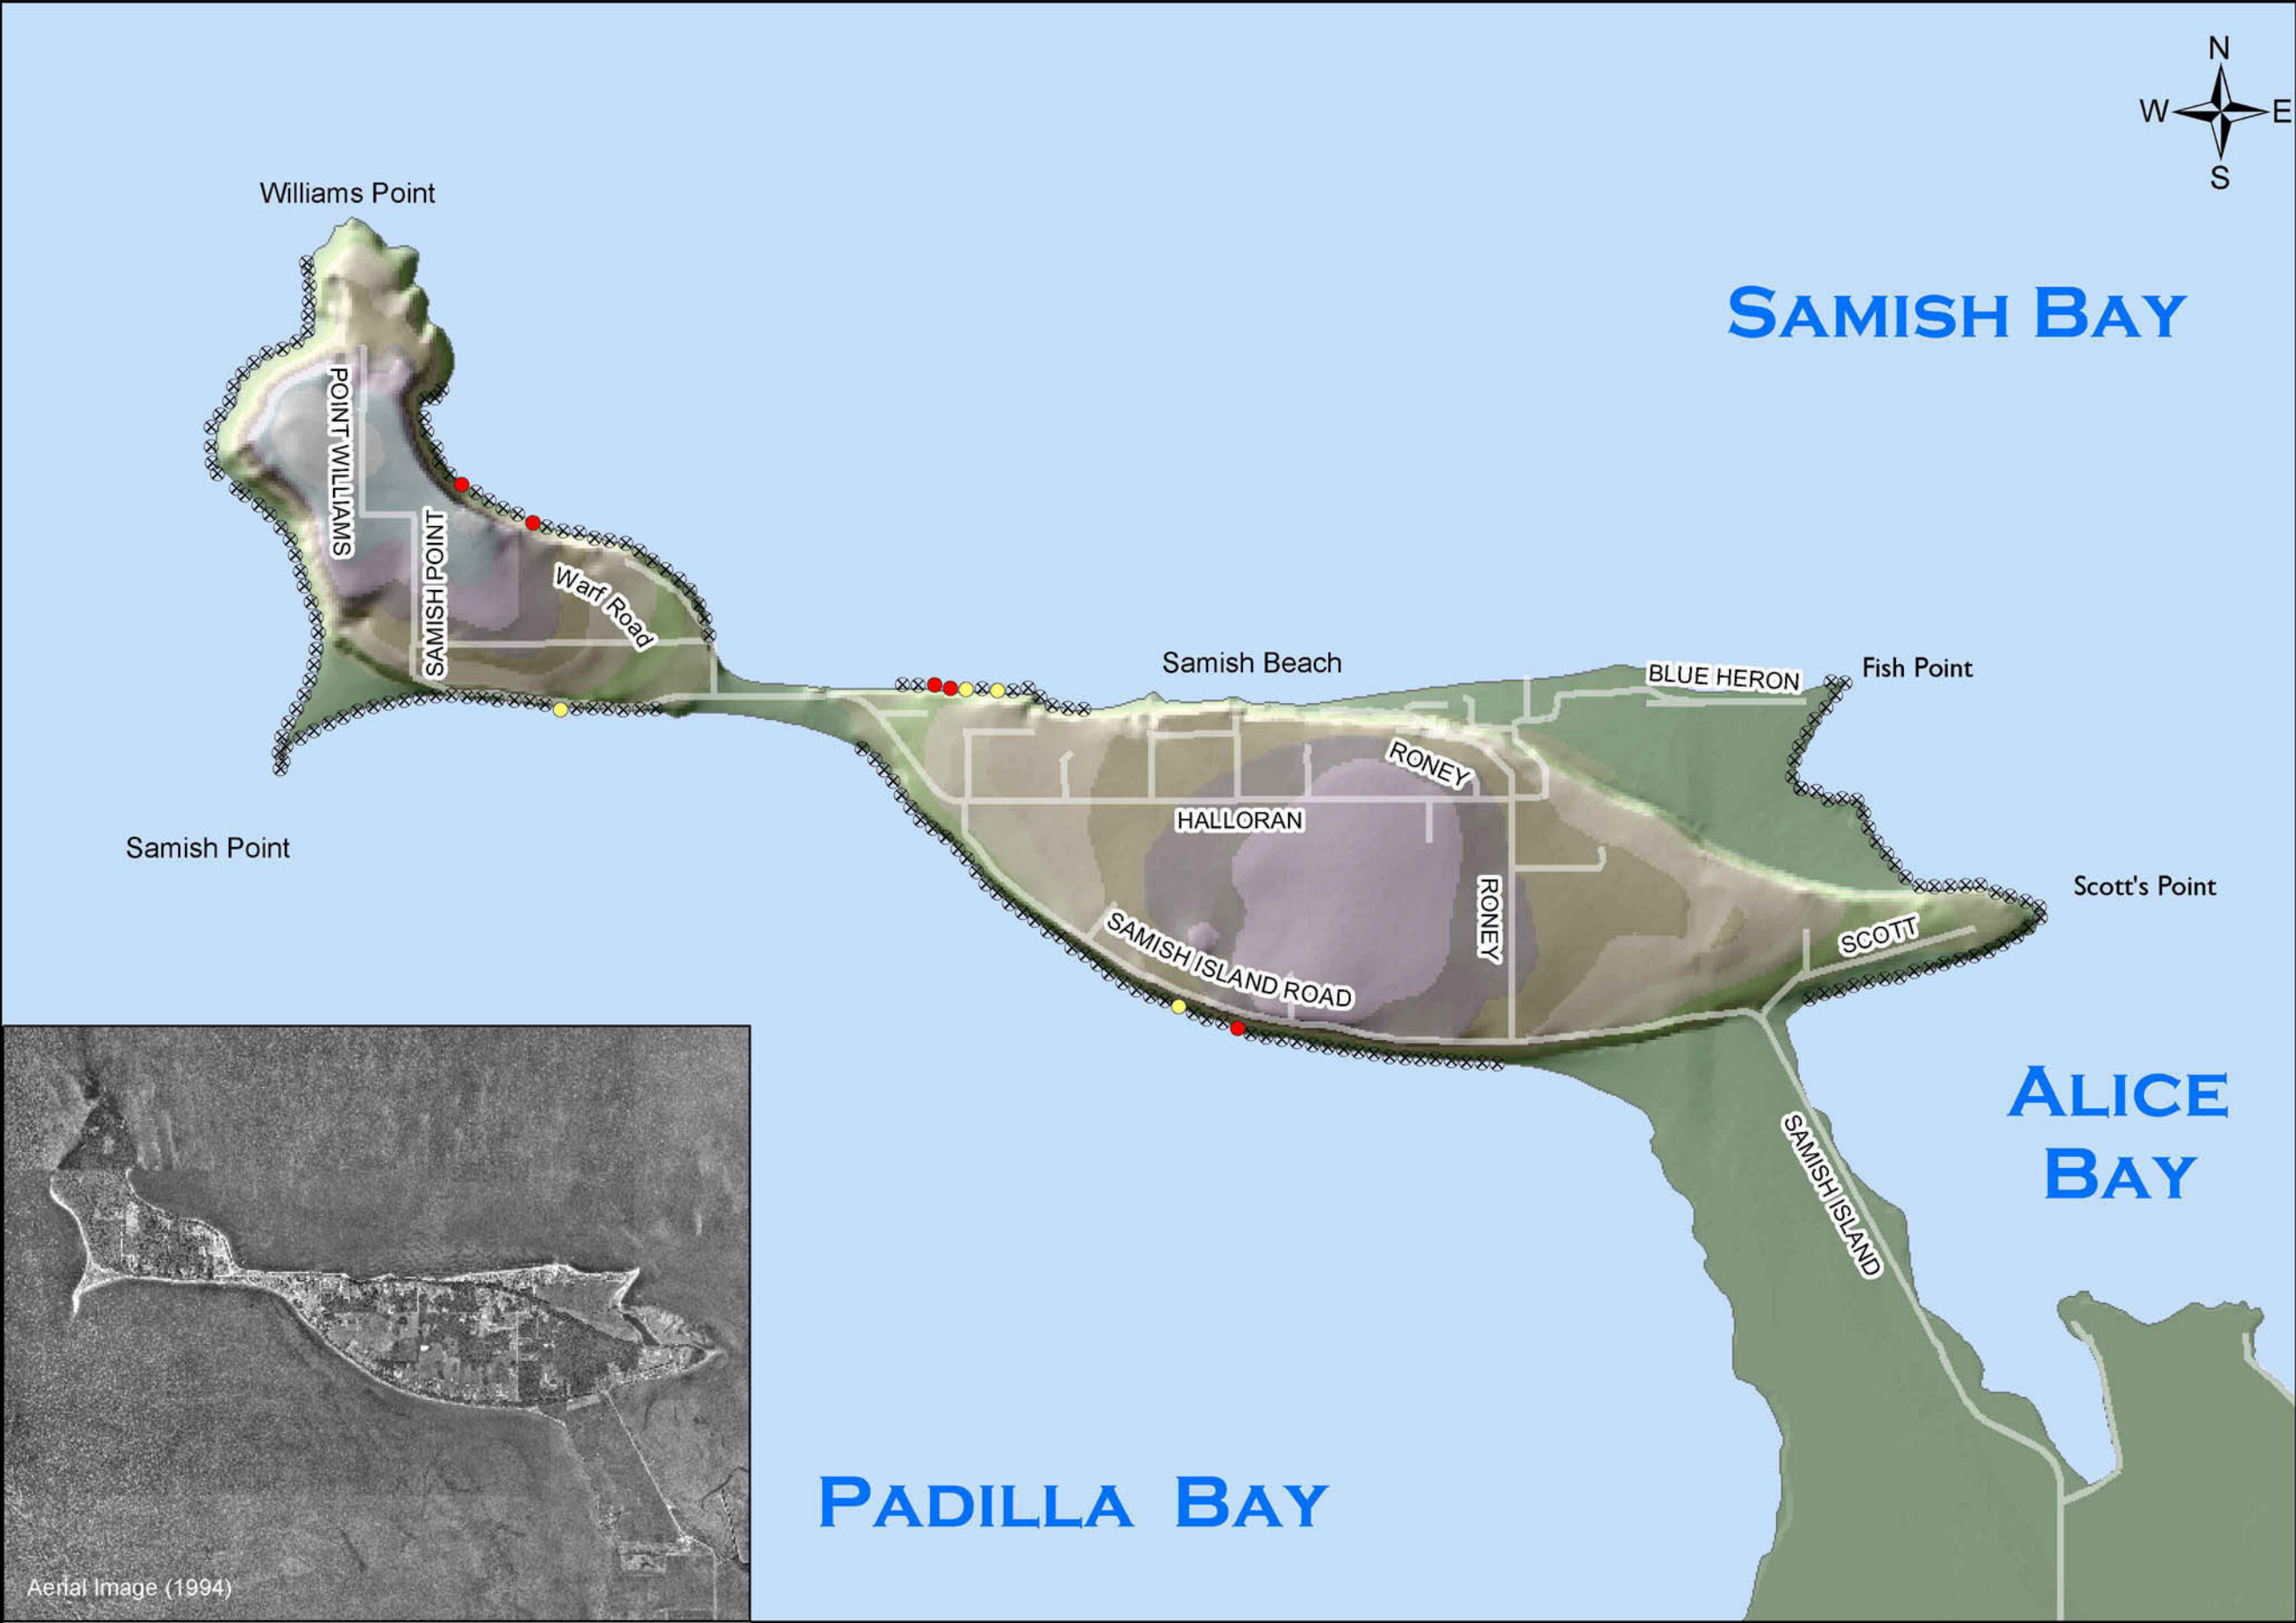 N
W E
S
Williams Point
SAMISH BAY
POINT WILLIAMS
SAMISH POINT
Warf Road
Samish Beach
BLUE HERON
Fish Point
RONEY
HALLORAN
Samish Point
RONEY
Scott's Point
SCOTT
SAMISH ISLAND ROAD
ALICE
BAY
SAMISH ISLAND
PADILLA BAY
Aerial Image (1994)